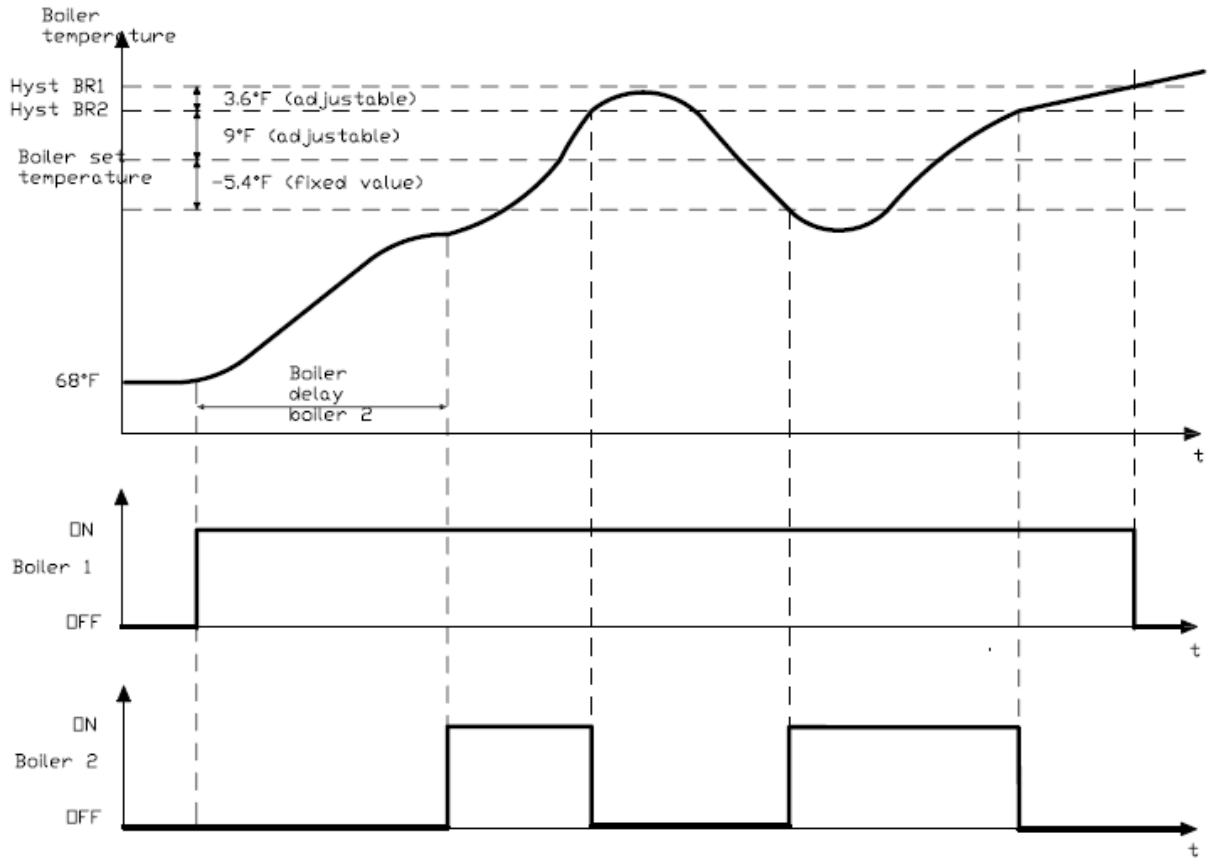 Boiler
temperature
Hyst BR1
3.6°F (adjustable)
Hyst BR2
9°F (adjustable)
Boiler set
temperature
-5.4°F (fixed value)
68°F
Boiler
delay
boiler 2
t
ON
Boiler 1
OFF
t
ON
Boiler 2
OFF
t